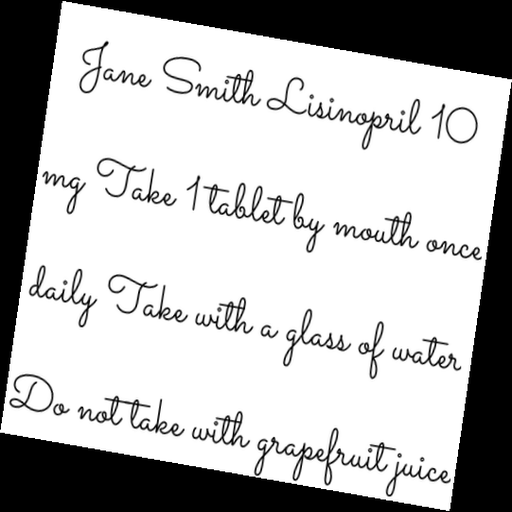 Jane Smith Lisinopril 10
mg Take 1 tablet by mouth once
daily Take with a glass of water
Do not take with grapefruit juice